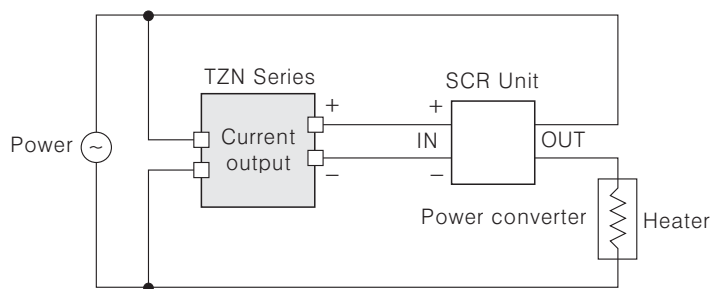 TZN Series
SCR Unit
+
+
Power
~
Current
output
IN
OUT
−
−
Power converter
Heater